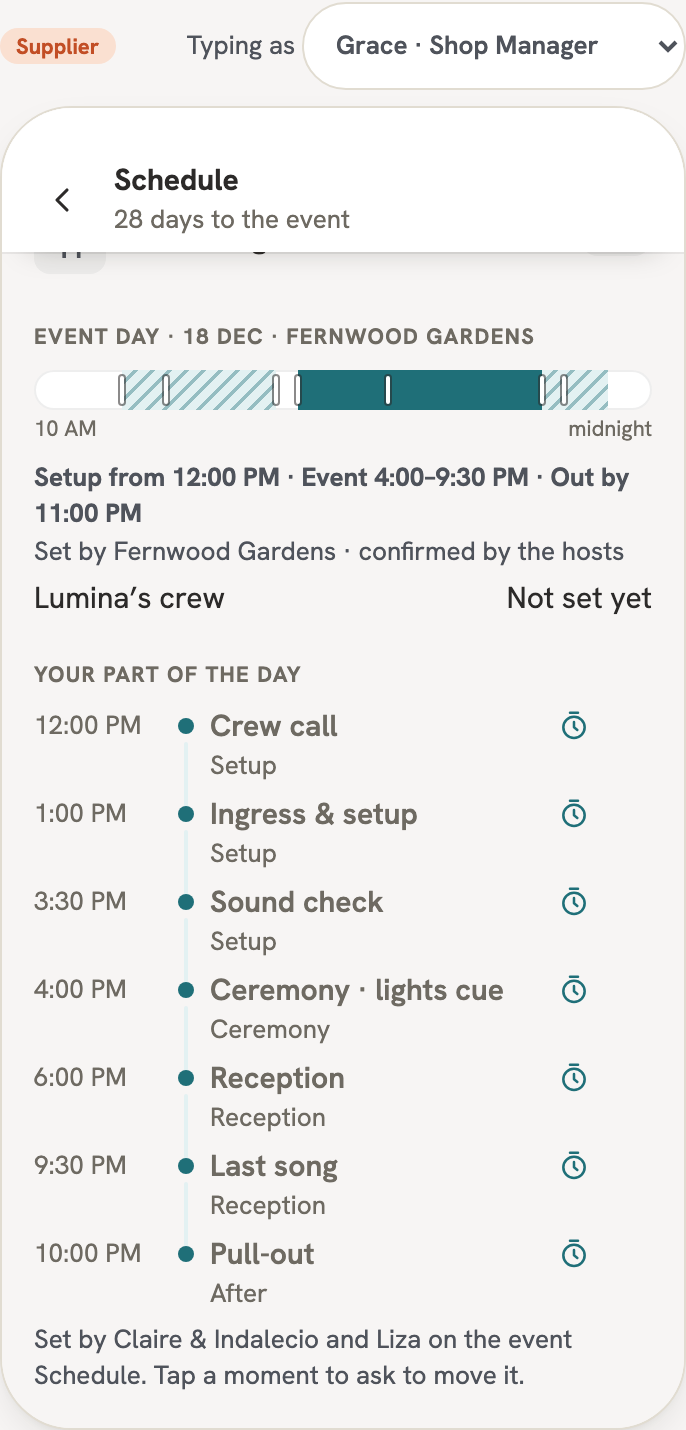 Supplier
Typing as
Grace · Shop Manager
Schedule
28 days to the event
EVENT DAY · 18 DEC · FERNWOOD GARDENS
10 AM
midnight
Setup from 12:00 PM · Event 4:00–9:30 PM · Out by
11:00 PM
Set by Fernwood Gardens · confirmed by the hosts
Lumina’s crew
Not set yet
YOUR PART OF THE DAY
12:00 PM
Crew call
Setup
1:00 PM
Ingress & setup
Setup
3:30 PM
Sound check
Setup
4:00 PM
Ceremony · lights cue
Ceremony
6:00 PM
Reception
Reception
9:30 PM
Last song
Reception
10:00 PM
Pull-out
After
Set by Claire & Indalecio and Liza on the event
Schedule. Tap a moment to ask to move it.